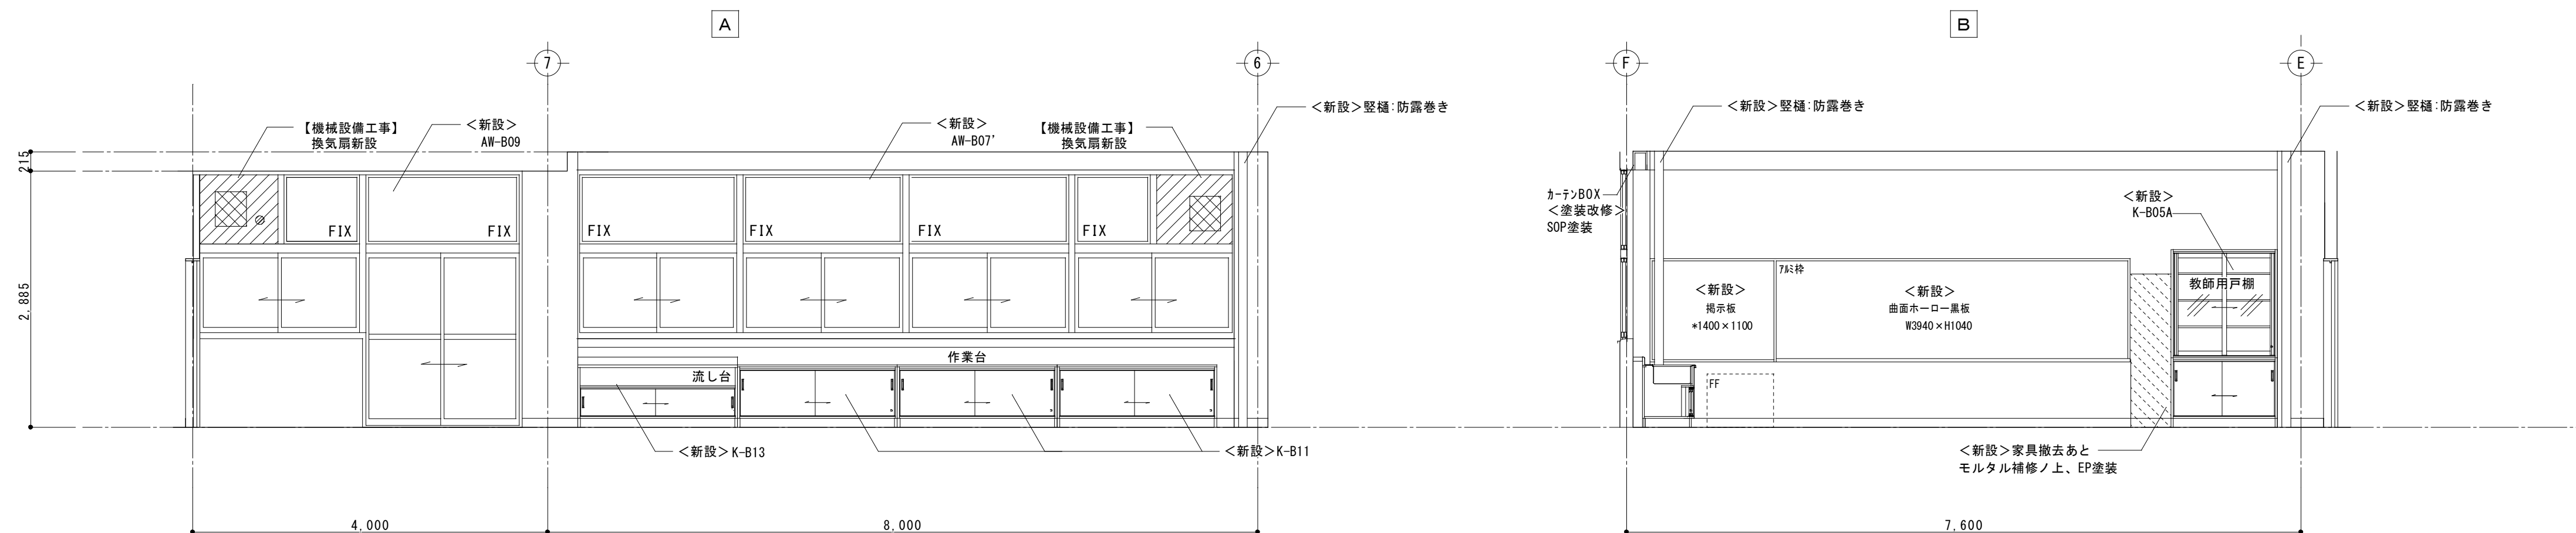 A
7
6
<新設>竪樋:防露巻き
【機械設備工事】
換気扇新設
<新設>
AW-B09
<新設>
AW-B07'
【機械設備工事】
換気扇新設
215
2,885
FIX
FIX
FIX
FIX
FIX
FIX
作業台
流し台
<新設>K-B13
<新設>K-B11
4,000
8,000
B
F
E
<新設>竪樋:防露巻き
<新設>竪樋:防露巻き
カーテンBOX
<塗装改修>
SOP塗装
<新設>
K-B05A
教師用戸棚
アルミ枠
<新設>
掲示板
*1400×1100
<新設>
曲面ホーロー黒板
W3940×H1040
FF
<新設>家具撤去あと
モルタル補修ノ上、EP塗装
7,600